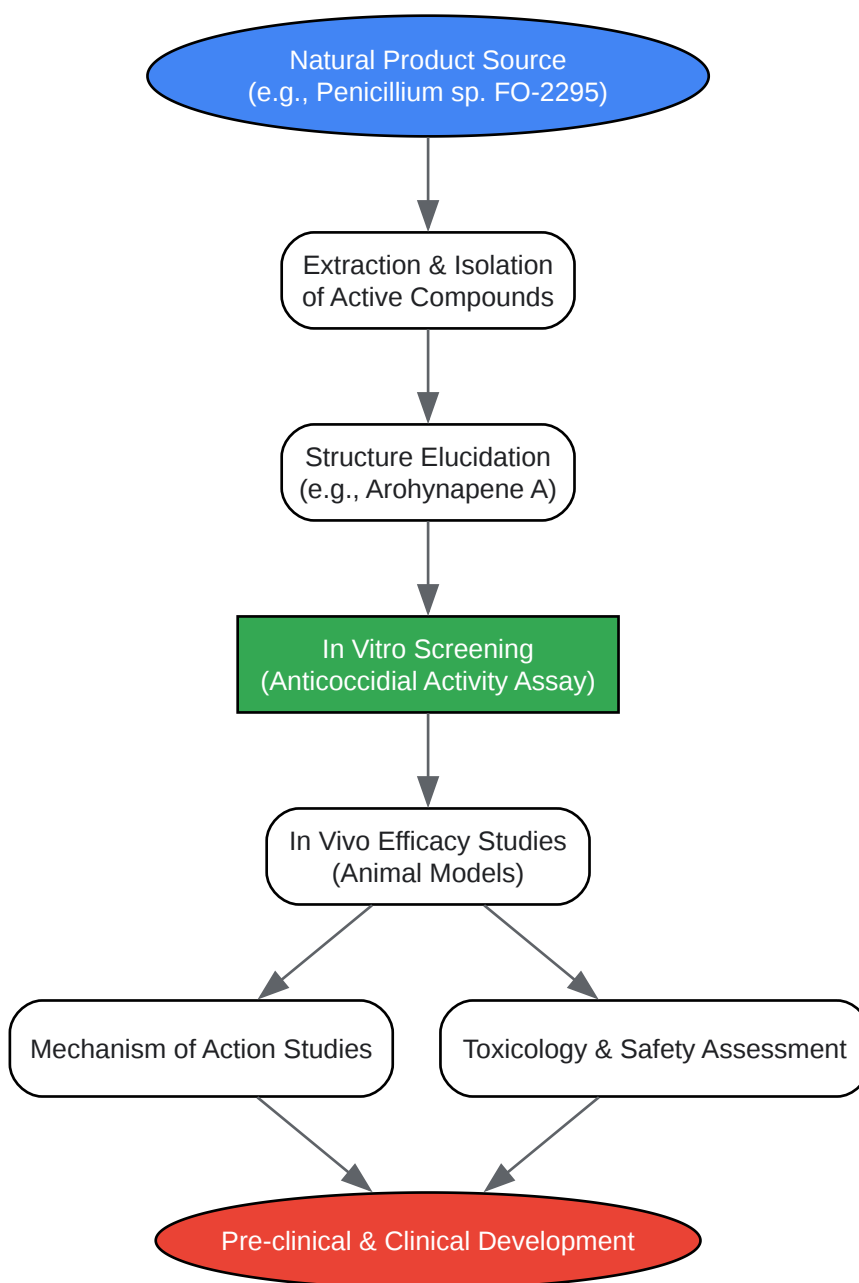 Natural Product Source
(e.g., Penicillium sp. FO-2295)
Extraction & Isolation
of Active Compounds
Structure Elucidation
(e.g., Arohynapene A)
In Vitro Screening
(Anticoccidial Activity Assay)
In Vivo Efficacy Studies
(Animal Models)
Mechanism of Action Studies
Toxicology & Safety Assessment
Pre-clinical & Clinical Development